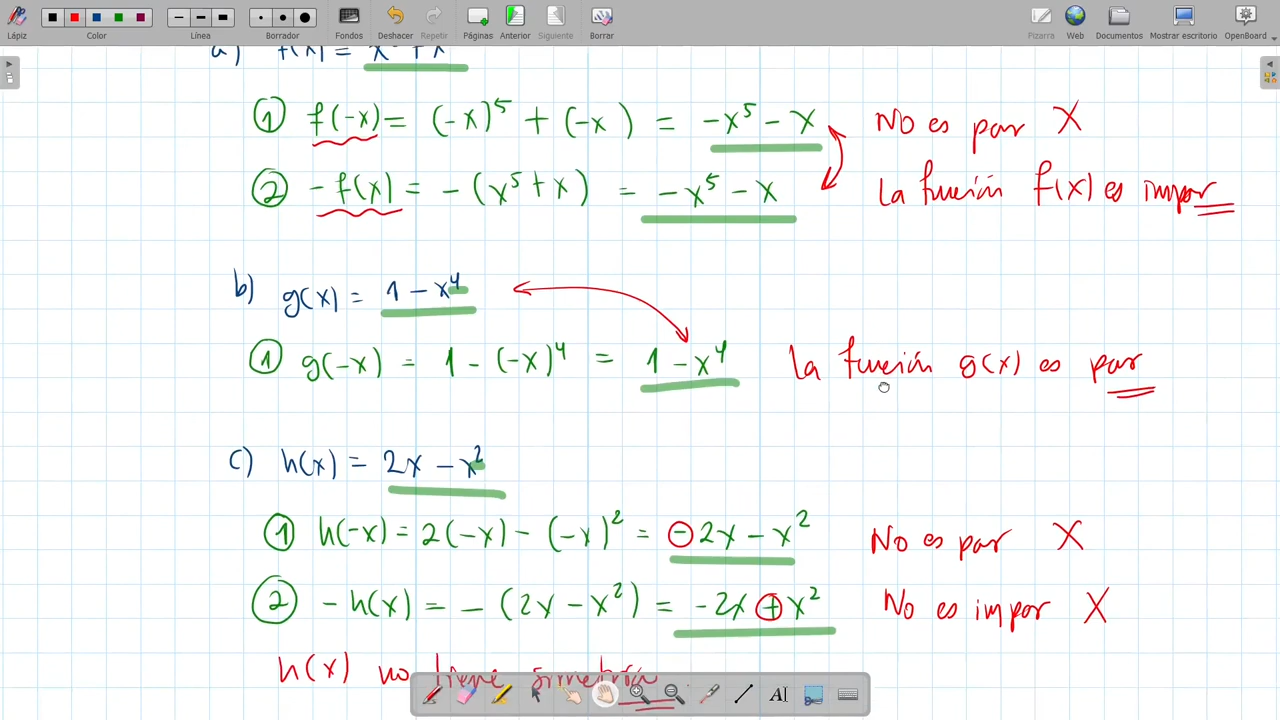 Lápiz Color Línea Borrador Fondos Deshacer Repetir Páginas Anterior Siguiente Borrar Pizarra Web Documentos Mostrar escritorio OpenBoard
a) f(x) = x⁵ + x
① f(-x) = (-x)⁵ + (-x) = -x⁵ - x No es par X
② -f(x) = -(x⁵ + x) = -x⁵ - x La función f(x) es impar
b) g(x) = 1 - x⁴
① g(-x) = 1 - (-x)⁴ = 1 - x⁴ La función g(x) es par
c) h(x) = 2x - x²
① h(-x) = 2(-x) - (-x)² = -2x - x² No es par X
② -h(x) = -(2x - x²) = -2x + x² No es impar X
h(x) no tiene simetría